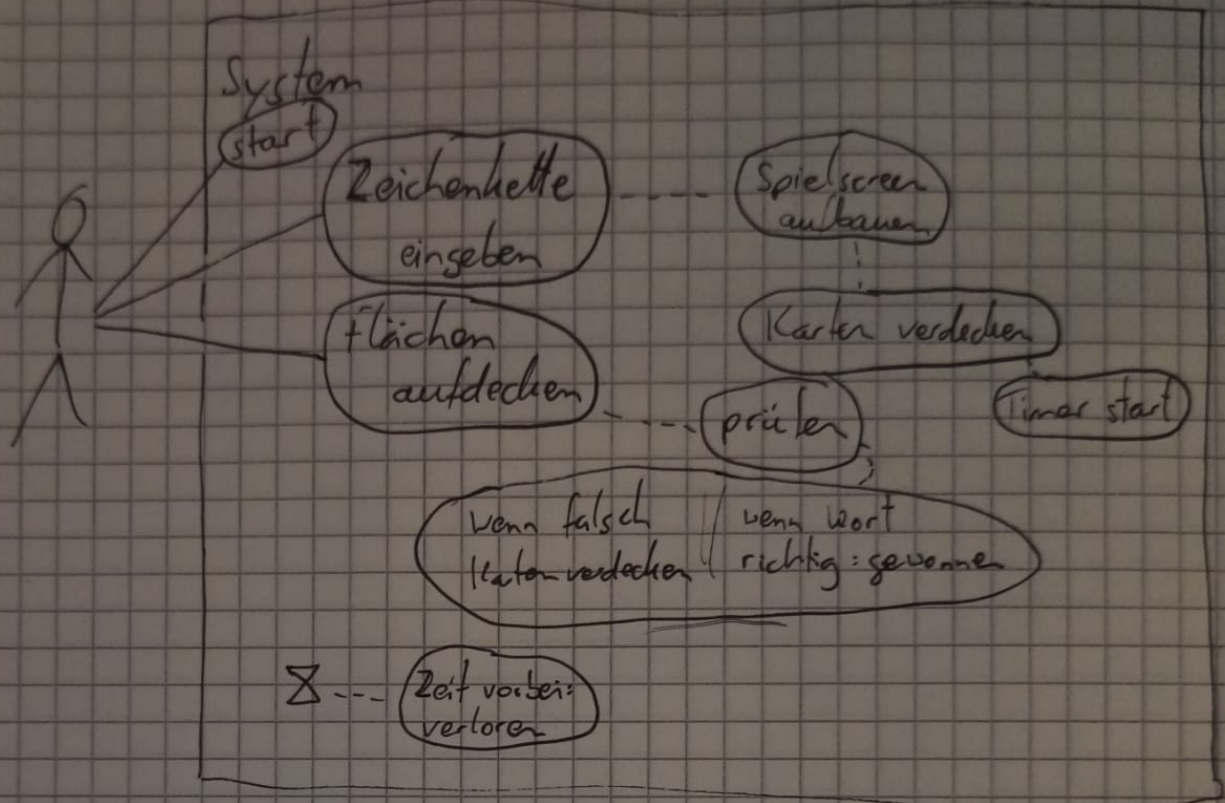 System
start
Zeichenkette
eingeben
Spielscreen
aufbauen
Flächen
aufdecken
Karten verdecken
Timer start
prüfen
wenn falsch
Karten verdecken
wenn Wort
richtig: gewonnen
Zeit vorbei:
verloren